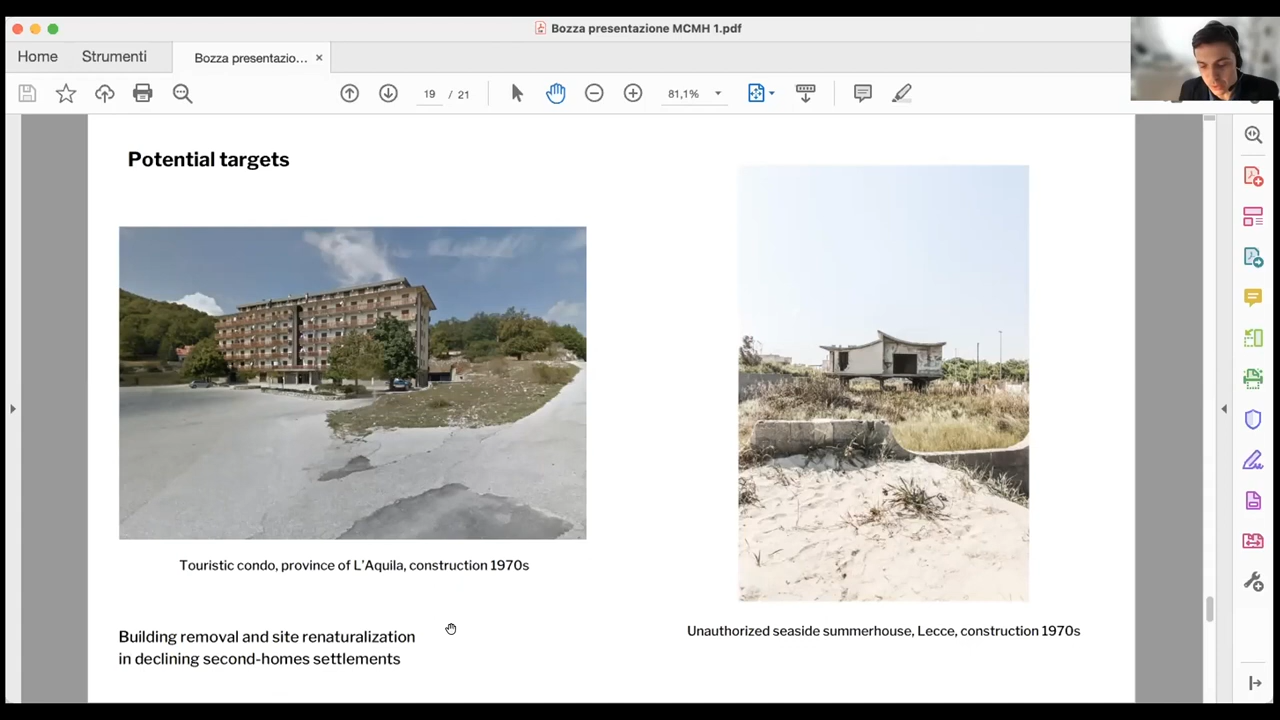 Bozza presentazione MCMH 1.pdf
Home
Strumenti
Bozza presentazio... ×
19 / 21
81,1%
Potential targets
Touristic condo, province of L'Aquila, construction 1970s
Unauthorized seaside summerhouse, Lecce, construction 1970s
Building removal and site renaturalization
in declining second-homes settlements